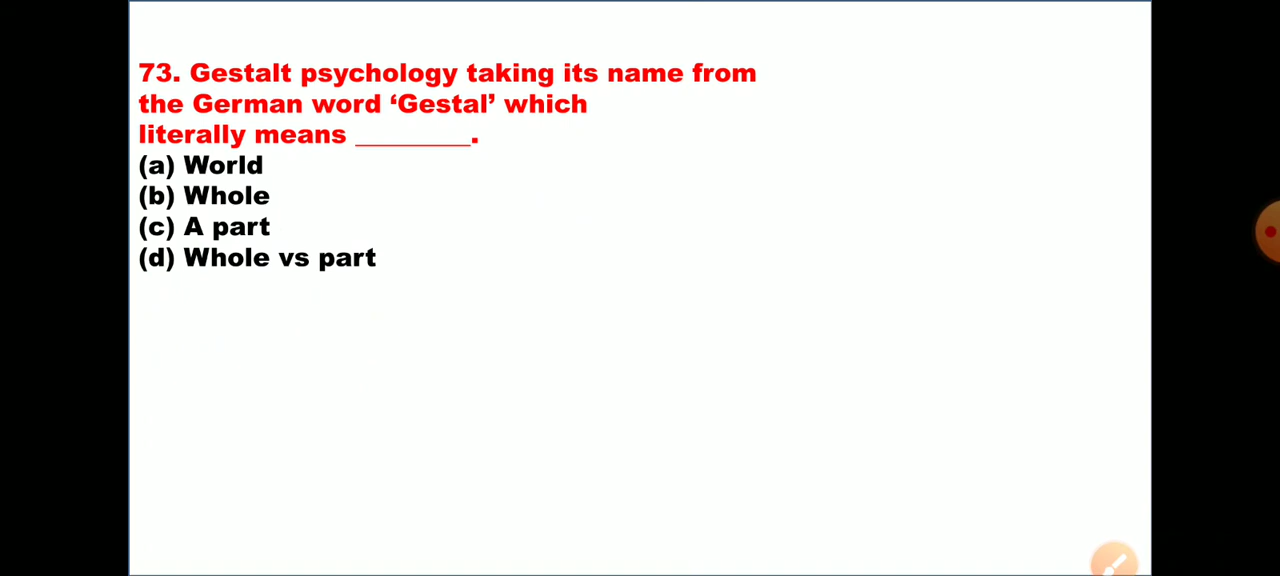 73. Gestalt psychology taking its name from
the German word ‘Gestal’ which
literally means ________.
(a) World
(b) Whole
(c) A part
(d) Whole vs part